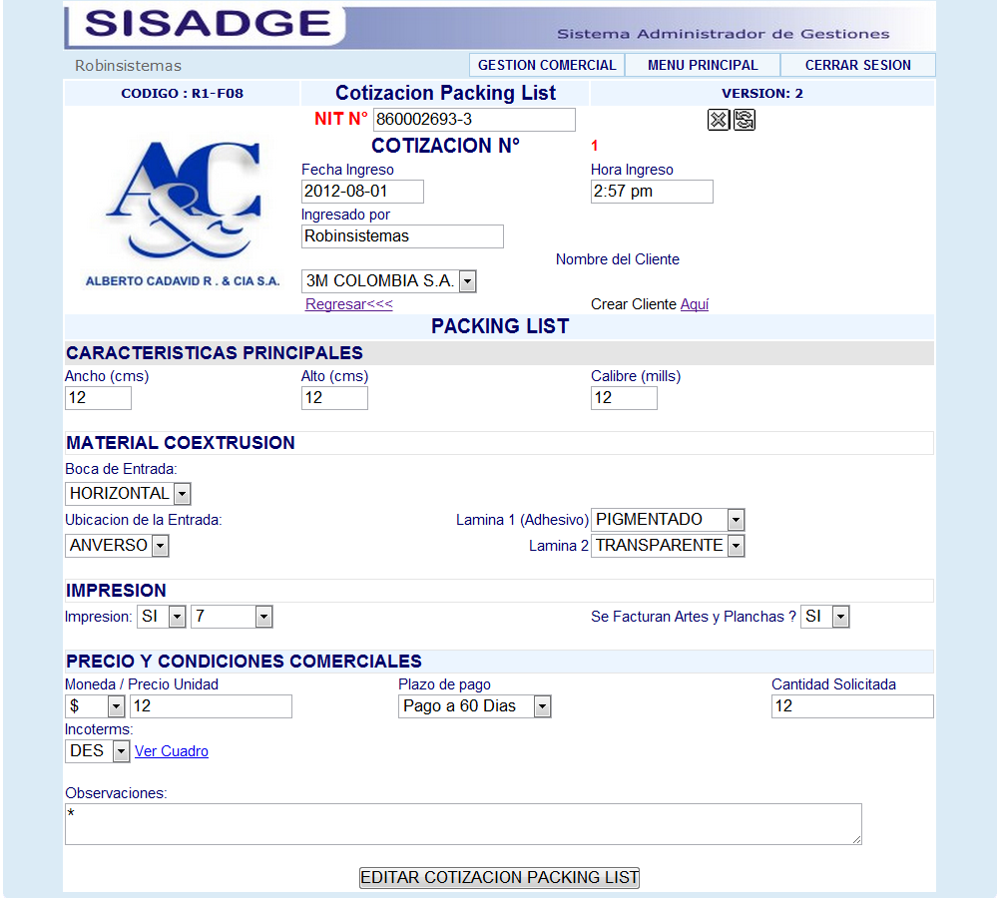 SISADGE
Sistema Administrador de Gestiones
Robinsistemas
GESTION COMERCIAL MENU PRINCIPAL CERRAR SESION
CODIGO : R1-F08 Cotizacion Packing List VERSION: 2
NIT N° 860002693-3
COTIZACION N° 1
Fecha Ingreso Hora Ingreso
2012-08-01 2:57 pm
Ingresado por
Robinsistemas
A&C
ALBERTO CADAVID R . & CIA S.A.
Nombre del Cliente
3M COLOMBIA S.A.
Regresar<<< Crear Cliente Aquí
PACKING LIST
CARACTERISTICAS PRINCIPALES
Ancho (cms) Alto (cms) Calibre (mills)
12 12 12
MATERIAL COEXTRUSION
Boca de Entrada:
HORIZONTAL
Ubicacion de la Entrada: Lamina 1 (Adhesivo) PIGMENTADO
ANVERSO Lamina 2 TRANSPARENTE
IMPRESION
Impresion: SI 7 Se Facturan Artes y Planchas ? SI
PRECIO Y CONDICIONES COMERCIALES
Moneda / Precio Unidad Plazo de pago Cantidad Solicitada
$ 12 Pago a 60 Dias 12
Incoterms:
DES Ver Cuadro
Observaciones:
*
EDITAR COTIZACION PACKING LIST